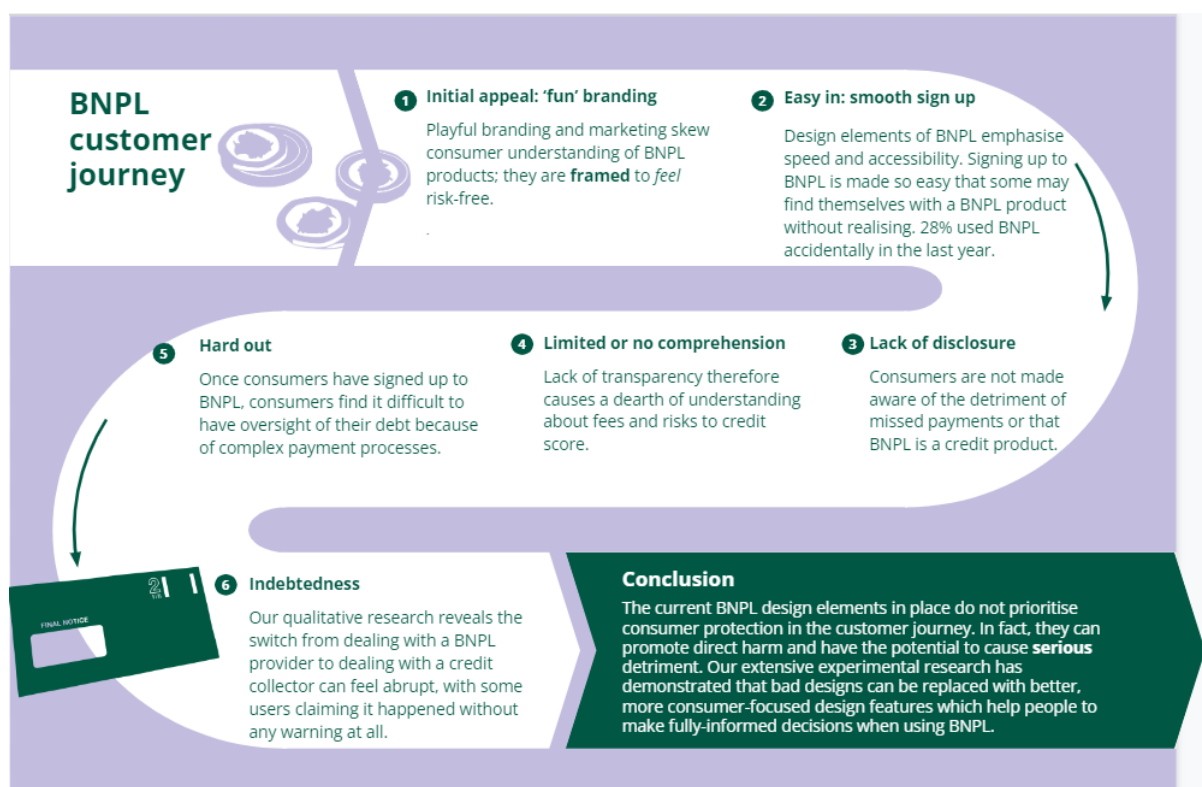 BNPL
customer
journey
1 Initial appeal: ‘fun’ branding
Playful branding and marketing skew
consumer understanding of BNPL
products; they are framed to feel
risk-free.
.
2 Easy in: smooth sign up
Design elements of BNPL emphasise
speed and accessibility. Signing up to
BNPL is made so easy that some may
find themselves with a BNPL product
without realising. 28% used BNPL
accidentally in the last year.
3 Lack of disclosure
Consumers are not made
aware of the detriment of
missed payments or that
BNPL is a credit product.
4 Limited or no comprehension
Lack of transparency therefore
causes a dearth of understanding
about fees and risks to credit
score.
5 Hard out
Once consumers have signed up to
BNPL, consumers find it difficult to
have oversight of their debt because
of complex payment processes.
FINAL NOTICE
6 Indebtedness
Our qualitative research reveals the
switch from dealing with a BNPL
provider to dealing with a credit
collector can feel abrupt, with some
users claiming it happened without
any warning at all.
Conclusion
The current BNPL design elements in place do not prioritise
consumer protection in the customer journey. In fact, they can
promote direct harm and have the potential to cause serious
detriment. Our extensive experimental research has
demonstrated that bad designs can be replaced with better,
more consumer-focused design features which help people to
make fully-informed decisions when using BNPL.